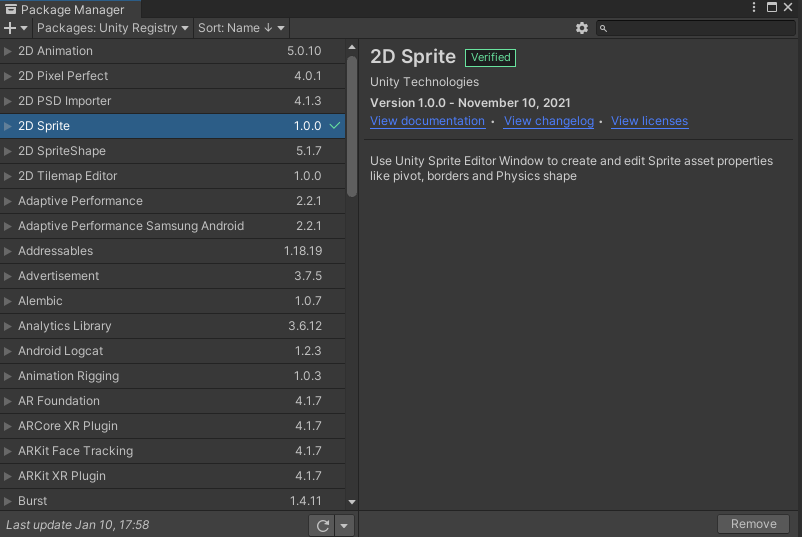 Package Manager
Packages: Unity Registry Sort: Name
2D Animation 5.0.10
2D Pixel Perfect 4.0.1
2D PSD Importer 4.1.3
2D Sprite 1.0.0
2D SpriteShape 5.1.7
2D Tilemap Editor 1.0.0
Adaptive Performance 2.2.1
Adaptive Performance Samsung Android 2.2.1
Addressables 1.18.19
Advertisement 3.7.5
Alembic 1.0.7
Analytics Library 3.6.12
Android Logcat 1.2.3
Animation Rigging 1.0.3
AR Foundation 4.1.7
ARCore XR Plugin 4.1.7
ARKit Face Tracking 4.1.7
ARKit XR Plugin 4.1.7
Burst 1.4.11
Last update Jan 10, 17:58
2D Sprite Verified
Unity Technologies
Version 1.0.0 - November 10, 2021
View documentation • View changelog • View licenses
Use Unity Sprite Editor Window to create and edit Sprite asset properties
like pivot, borders and Physics shape
Remove